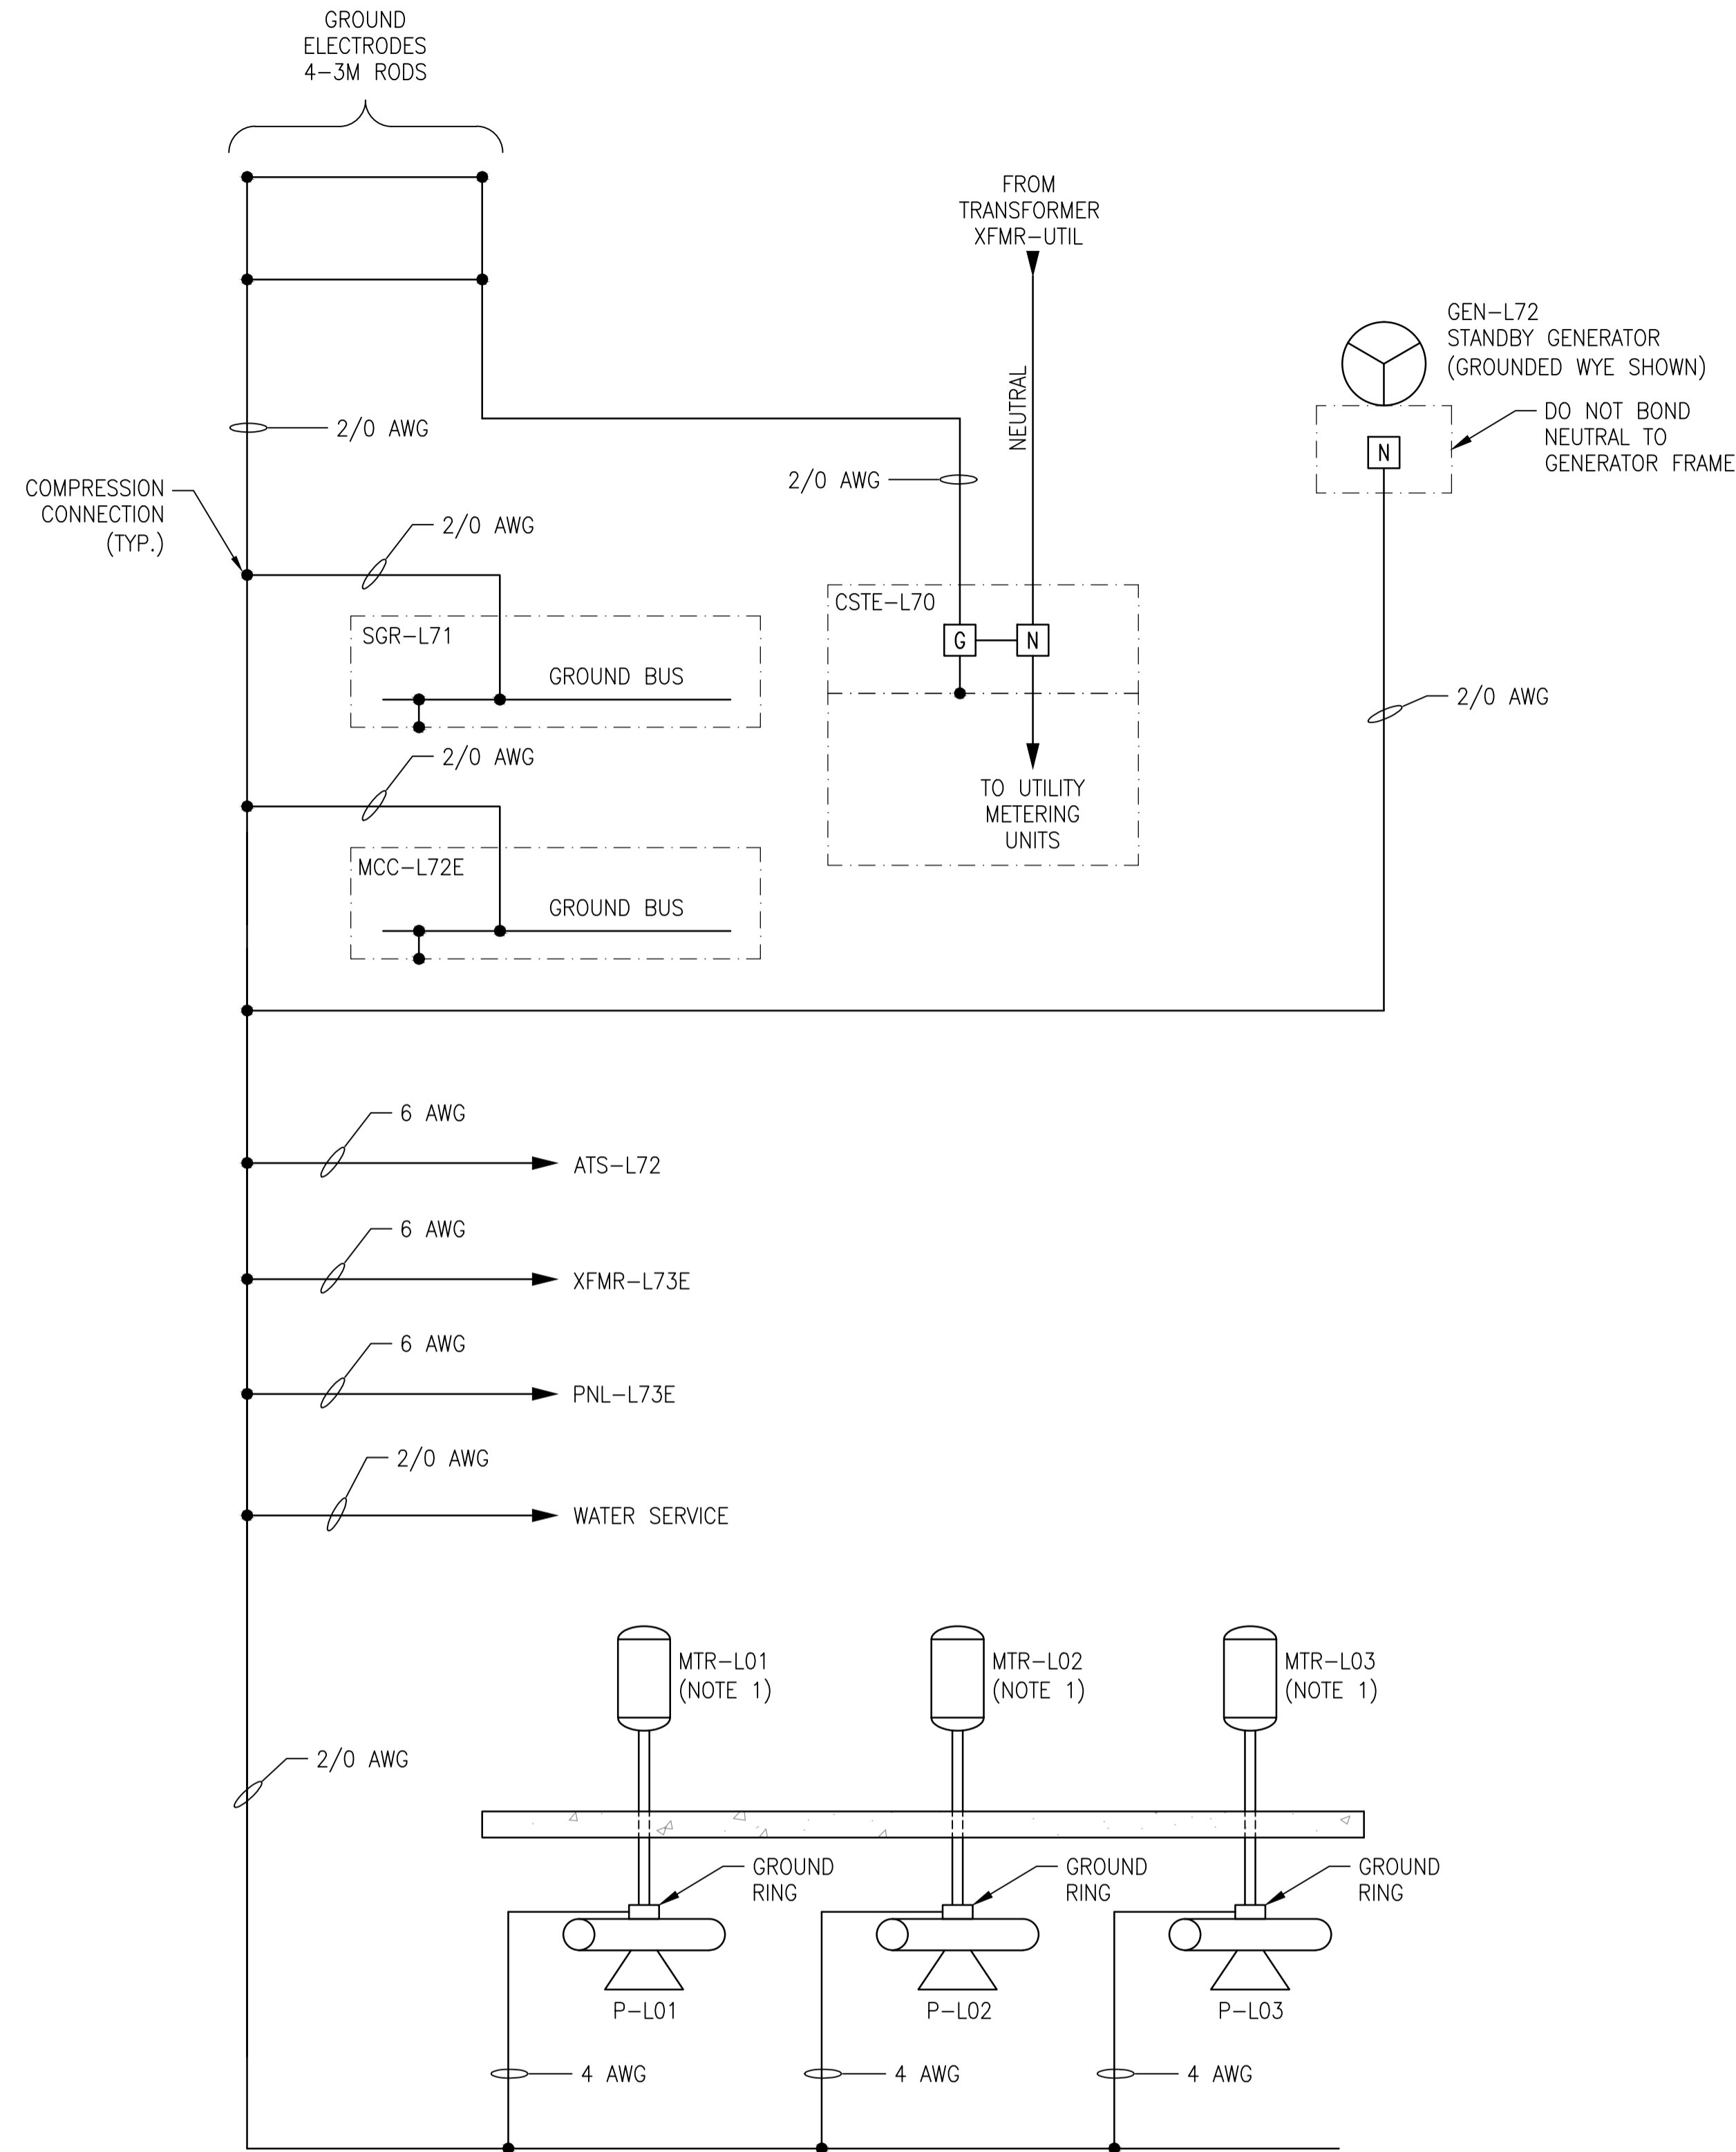 GROUND
ELECTRODES
4-3M RODS
FROM
TRANSFORMER
XFMR-UTIL
NEUTRAL
GEN-L72
STANDBY GENERATOR
(GROUNDED WYE SHOWN)
DO NOT BOND
NEUTRAL TO
GENERATOR FRAME
N
2/0 AWG
2/0 AWG
COMPRESSION
CONNECTION
(TYP.)
2/0 AWG
SGR-L71
GROUND BUS
CSTE-L70
G
N
TO UTILITY
METERING
UNITS
2/0 AWG
2/0 AWG
MCC-L72E
GROUND BUS
6 AWG
ATS-L72
6 AWG
XFMR-L73E
6 AWG
PNL-L73E
2/0 AWG
WATER SERVICE
MTR-L01
(NOTE 1)
MTR-L02
(NOTE 1)
MTR-L03
(NOTE 1)
2/0 AWG
GROUND
RING
GROUND
RING
GROUND
RING
P-L01
P-L02
P-L03
4 AWG
4 AWG
4 AWG